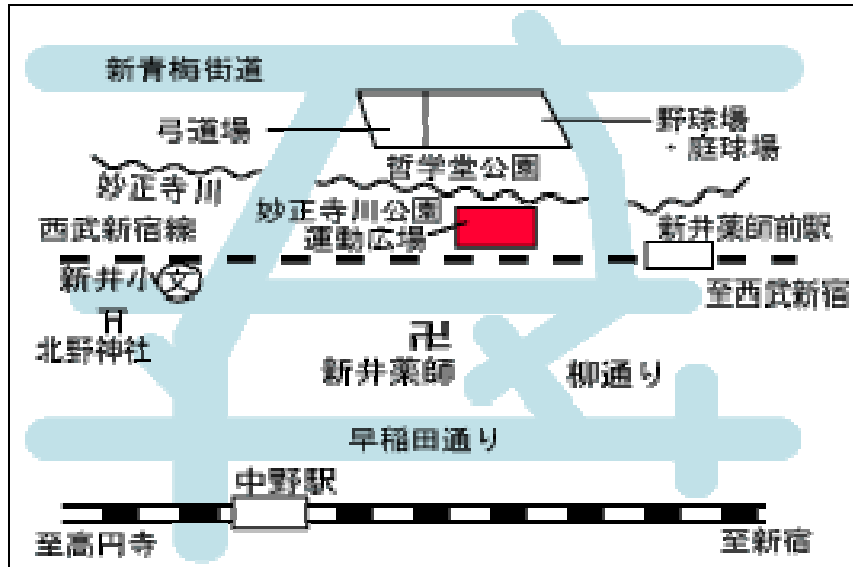 新青梅街道
弓道場
野球場
・庭球場
哲学堂公園
妙正寺川
妙正寺川公園
運動広場
西武新宿線
新井薬師前駅
新井小
文
至西武新宿
北野神社
卍
新井薬師
柳通り
早稲田通り
中野駅
至高円寺
至新宿